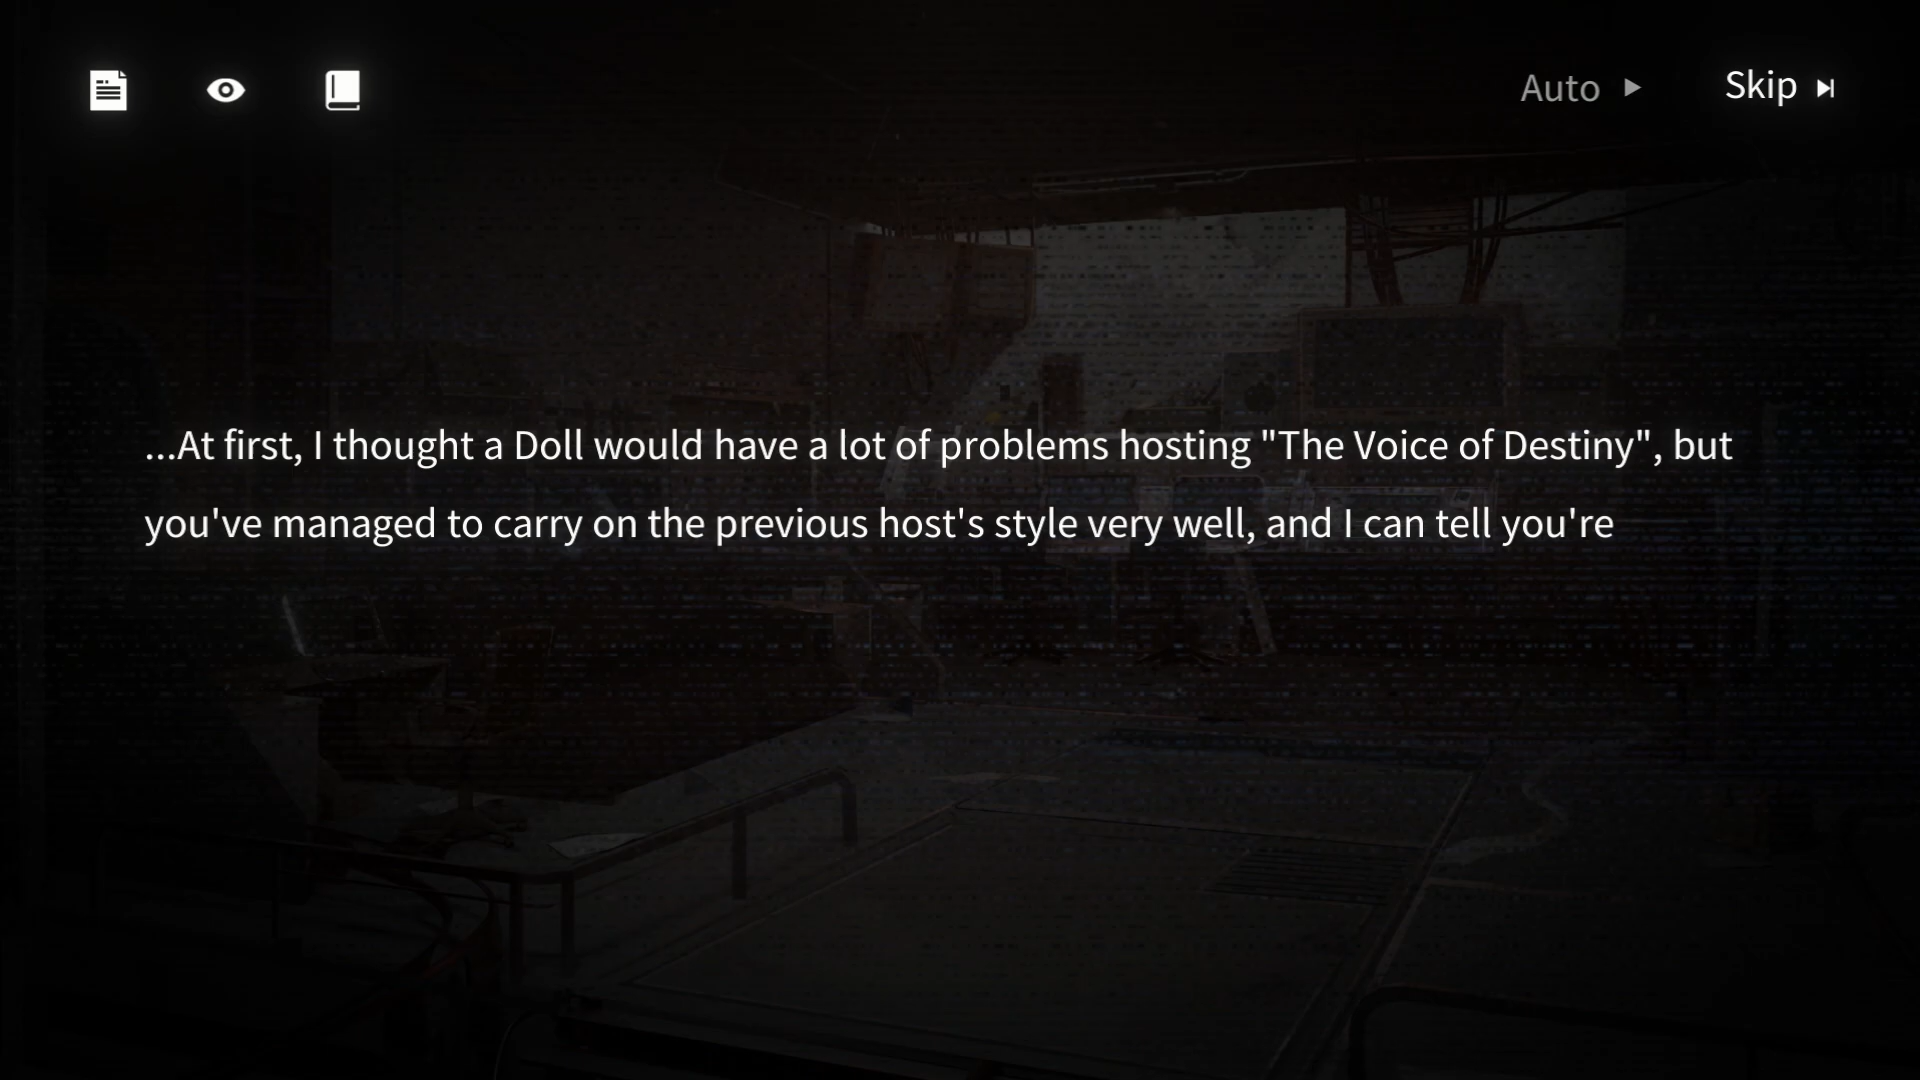 Auto
Skip
...At first, I thought a Doll would have a lot of problems hosting "The Voice of Destiny", but
you've managed to carry on the previous host's style very well, and I can tell you're